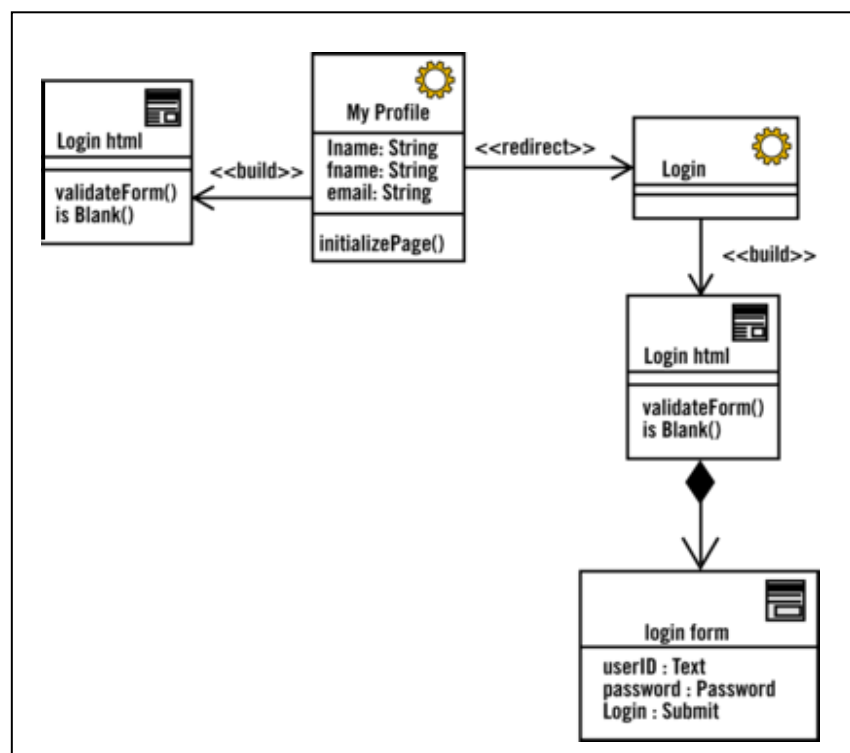 Login html
validateForm()
is Blank()
<<build>>
My Profile
lname: String
fname: String
email: String
initializePage()
<<redirect>>
Login
<<build>>
Login html
validateForm()
is Blank()
login form
userID : Text
password : Password
Login : Submit